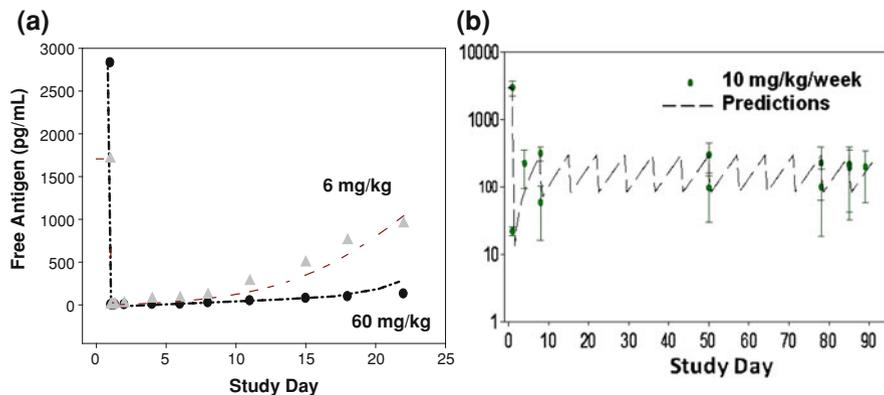 (a)
3000
2500
2000
1500
1000
500
0
Free Antigen (pg/mL)
6 mg/kg
60 mg/kg
0 5 10 15 20 25
Study Day
(b)
10000
1000
100
10
1
10 mg/kg/week
Predictions
0 10 20 30 40 50 60 70 80 90
Study Day